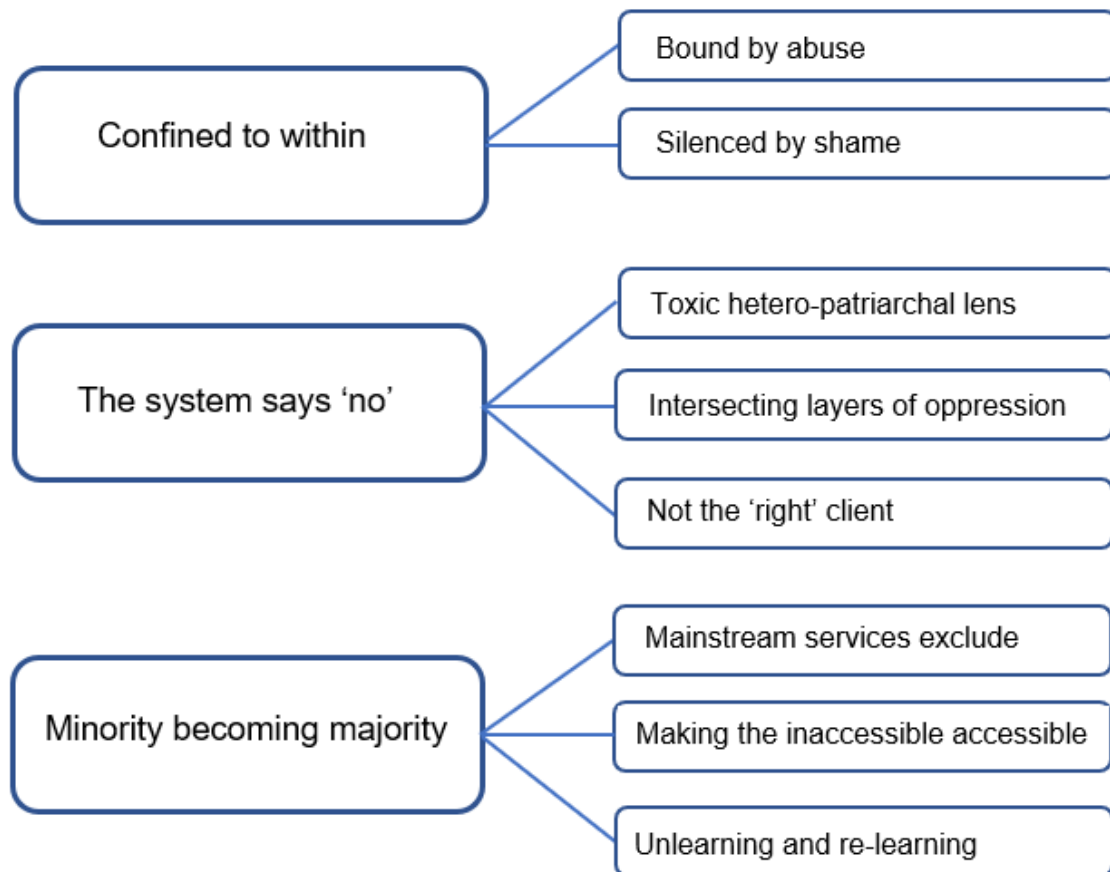 Confined to within
Bound by abuse
Silenced by shame
The system says ‘no’
Toxic hetero-patriarchal lens
Intersecting layers of oppression
Not the ‘right’ client
Minority becoming majority
Mainstream services exclude
Making the inaccessible accessible
Unlearning and re-learning